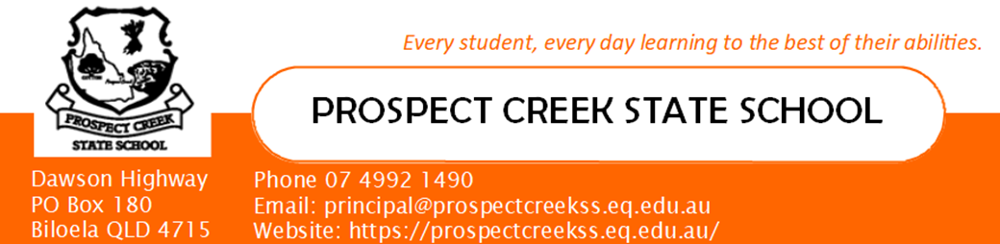 Every student, every day learning to the best of their abilities.
PROSPECT CREEK STATE SCHOOL
PROSPECT CREEK
STATE SCHOOL
Dawson Highway
PO Box 180
Biloela QLD 4715
Phone 07 4992 1490
Email: principal@prospectcreekss.eq.edu.au
Website: https://prospectcreekss.eq.edu.au/